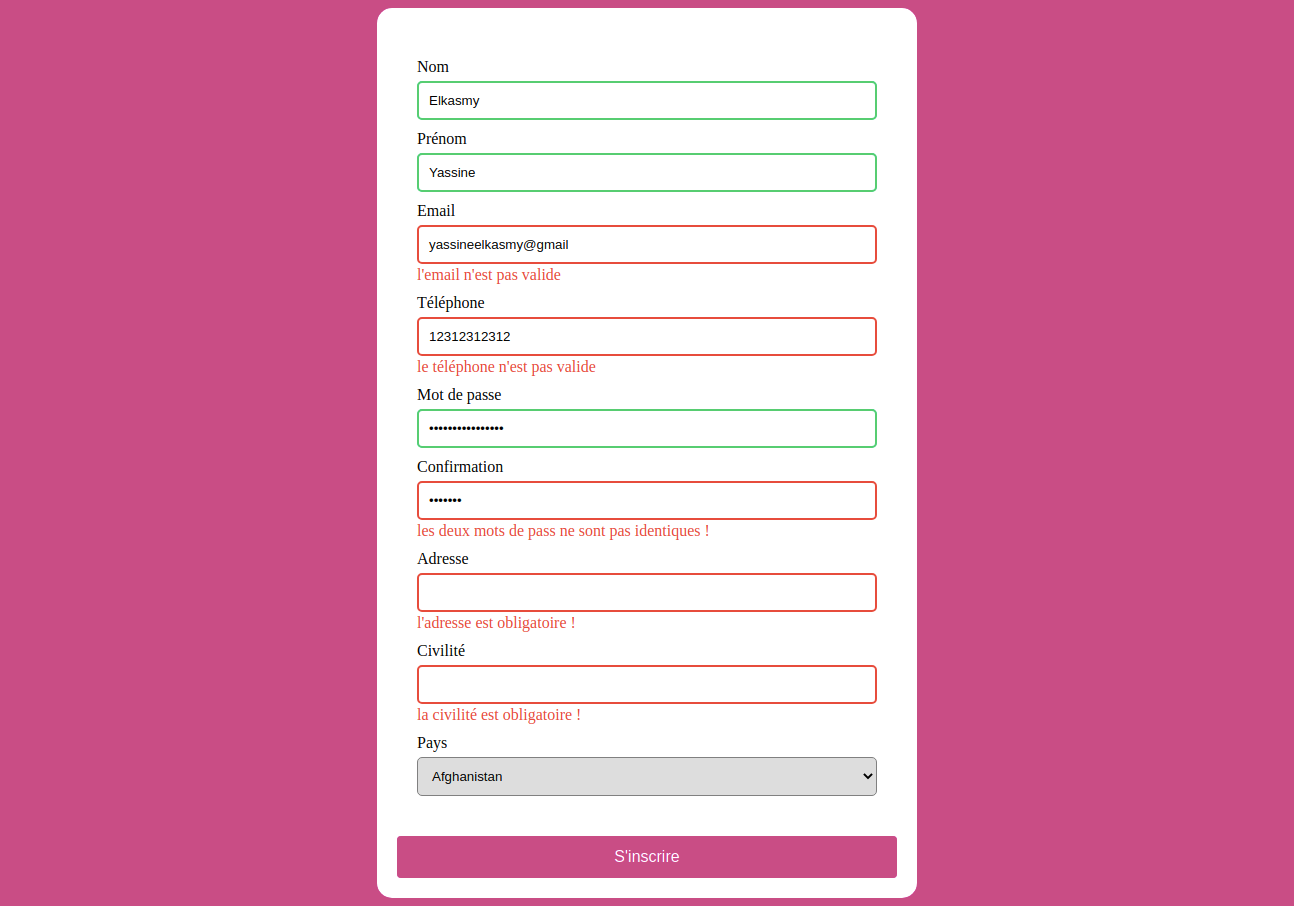 Nom
Elkasmy
Prénom
Yassine
Email
yassineelkasmy@gmail
l'email n'est pas valide
Téléphone
12312312312
le téléphone n'est pas valide
Mot de passe
••••••••••••••••
Confirmation
•••••••
les deux mots de pass ne sont pas identiques !
Adresse
l'adresse est obligatoire !
Civilité
la civilité est obligatoire !
Pays
Afghanistan
S'inscrire